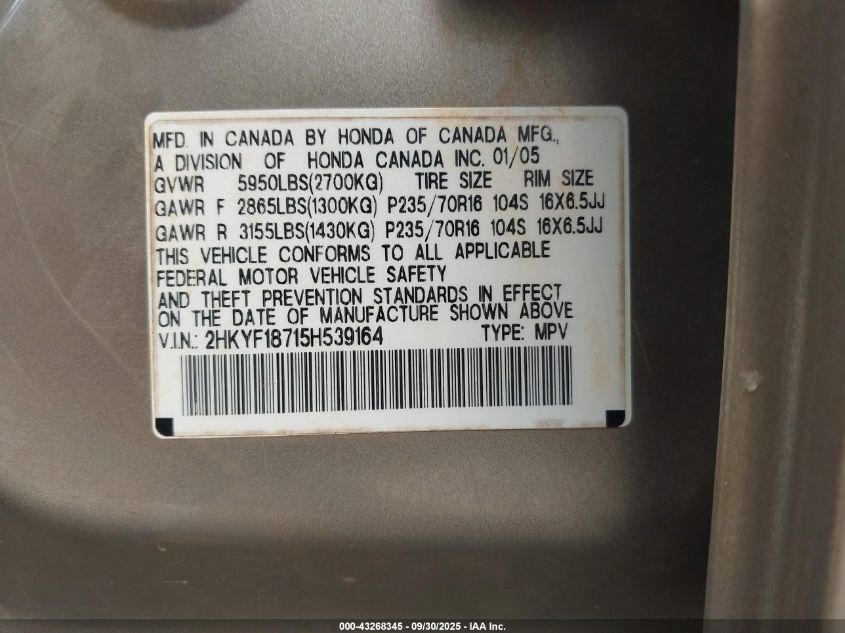 MFD. IN CANADA BY HONDA OF CANADA MFG.,
A DIVISION OF HONDA CANADA INC. 01/05
GVWR 5950LBS(2700KG) TIRE SIZE RIM SIZE
GAWR F 2865LBS(1300KG) P235/70R16 104S 16X6.5JJ
GAWR R 3155LBS(1430KG) P235/70R16 104S 16X6.5JJ
THIS VEHICLE CONFORMS TO ALL APPLICABLE
FEDERAL MOTOR VEHICLE SAFETY
AND THEFT PREVENTION STANDARDS IN EFFECT
ON THE DATE OF MANUFACTURE SHOWN ABOVE
V.I.N.: 2HKYF18715H539164 TYPE: MPV
000-43268345 - 09/30/2025 - IAA Inc.